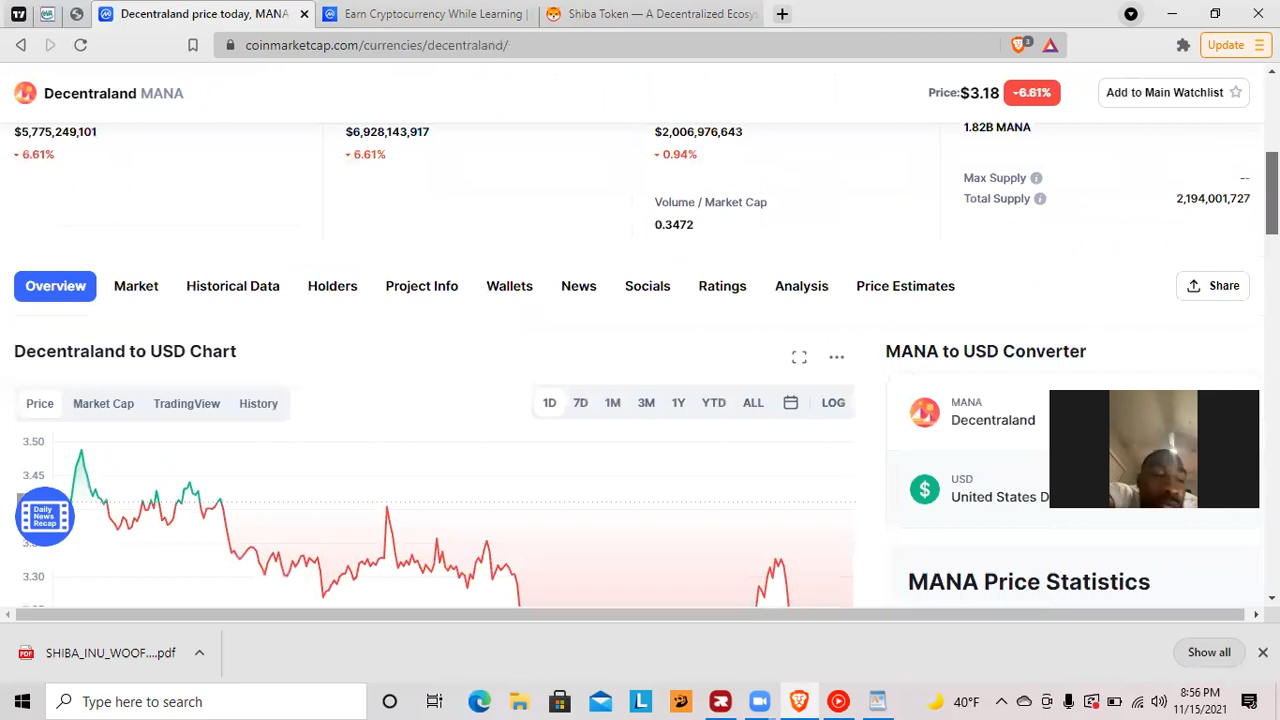 Decentraland price today, MANA
Earn Cryptocurrency While Learning |
Shiba Token — A Decentralized Ecosys
coinmarketcap.com/currencies/decentraland/
3
Update
Decentraland MANA
Price:$3.18
6.61%
Add to Main Watchlist
$5,775,249,101
$6,928,143,917
$2,006,976,643
1.82B MANA
6.61%
6.61%
0.94%
Max Supply
--
Volume / Market Cap
Total Supply
2,194,001,727
0.3472
Overview
Market
Historical Data
Holders
Project Info
Wallets
News
Socials
Ratings
Analysis
Price Estimates
Share
Decentraland to USD Chart
MANA to USD Converter
Price
Market Cap
TradingView
History
1D
7D
1M
3M
1Y
YTD
ALL
LOG
MANA
Decentraland
3.50
3.45
USD
United States D
Daily
News
Recap
3.30
MANA Price Statistics
SHIBA_INU_WOOF....pdf
Show all
Type here to search
40°F
8:56 PM
11/15/2021